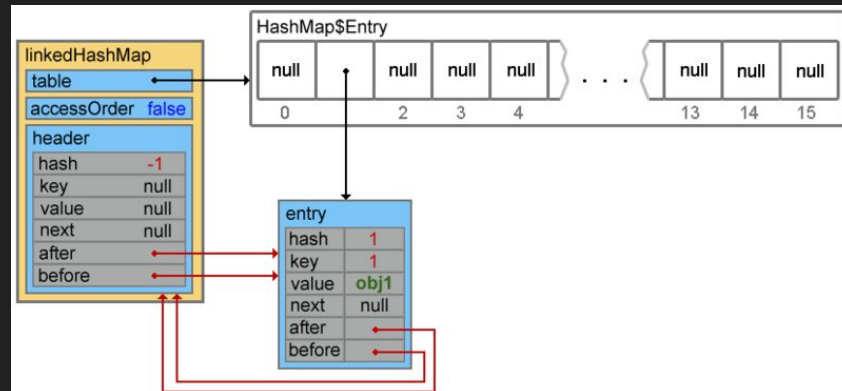 HashMap$Entry
null null null null null null null
0 2 3 4 . . . 13 14 15
linkedHashMap
table
accessOrder false
header
hash -1
key null
value null
next null
after
before
entry
hash 1
key 1
value obj1
next null
after
before